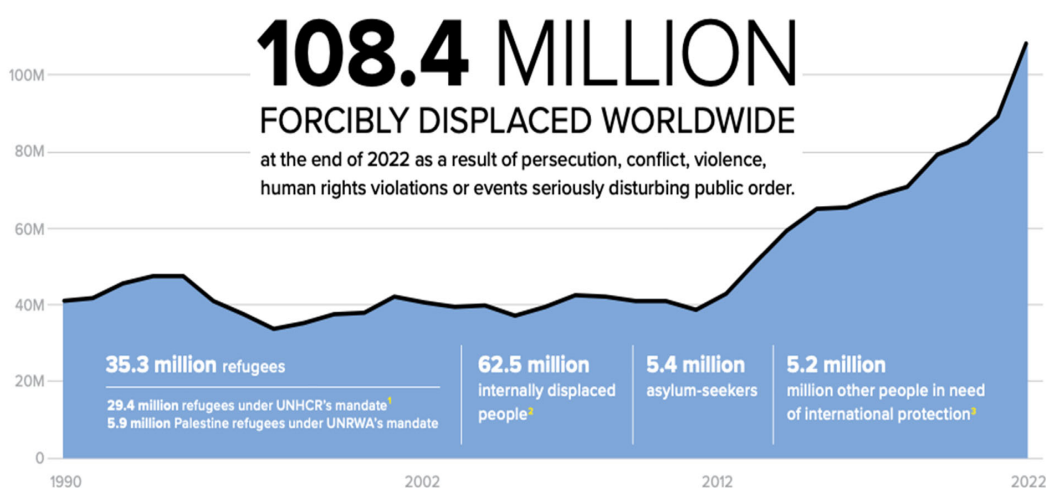 108.4 MILLION
FORCIBLY DISPLACED WORLDWIDE
at the end of 2022 as a result of persecution, conflict, violence,
human rights violations or events seriously disturbing public order.
100M
80M
60M
40M
20M
0
35.3 million refugees
29.4 million refugees under UNHCR's mandate¹
5.9 million Palestine refugees under UNRWA's mandate
62.5 million
internally displaced
people²
5.4 million
asylum-seekers
5.2 million
million other people in need
of international protection³
1990
2002
2012
2022